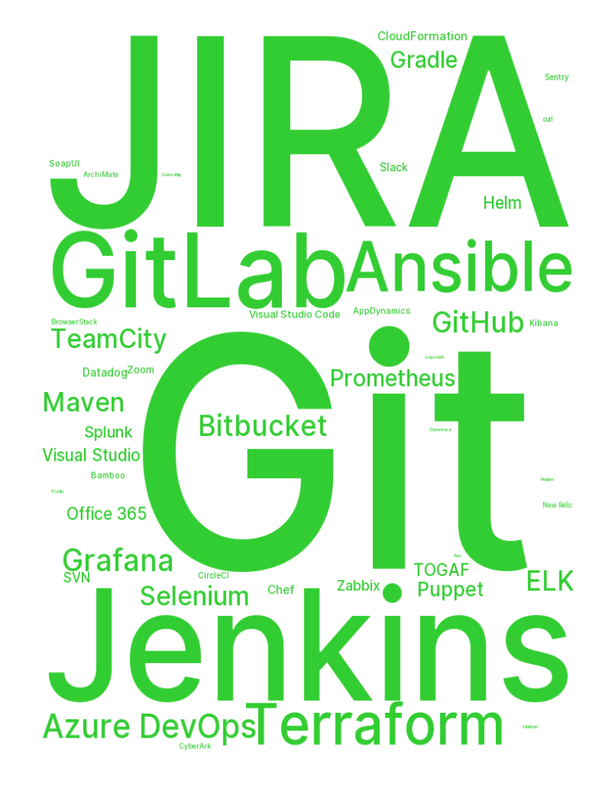 CloudFormation
JIRA
Gradle
Sentry
curl
SoapUI
ArchiMate
Slack
Helm
GitLab
Ansible
Visual Studio Code
AppDynamics
BrowserStack
GitHub
Kibana
TeamCity
Datadog
Zoom
Prometheus
Maven
Git
Bitbucket
Splunk
Visual Studio
Bamboo
Trello
Nagios
New Relic
Office 365
Grafana
SVN
CircleCI
TOGAF
ELK
Selenium
Chef
Zabbix
Puppet
Jenkins
Azure DevOps
Terraform
CyberArk